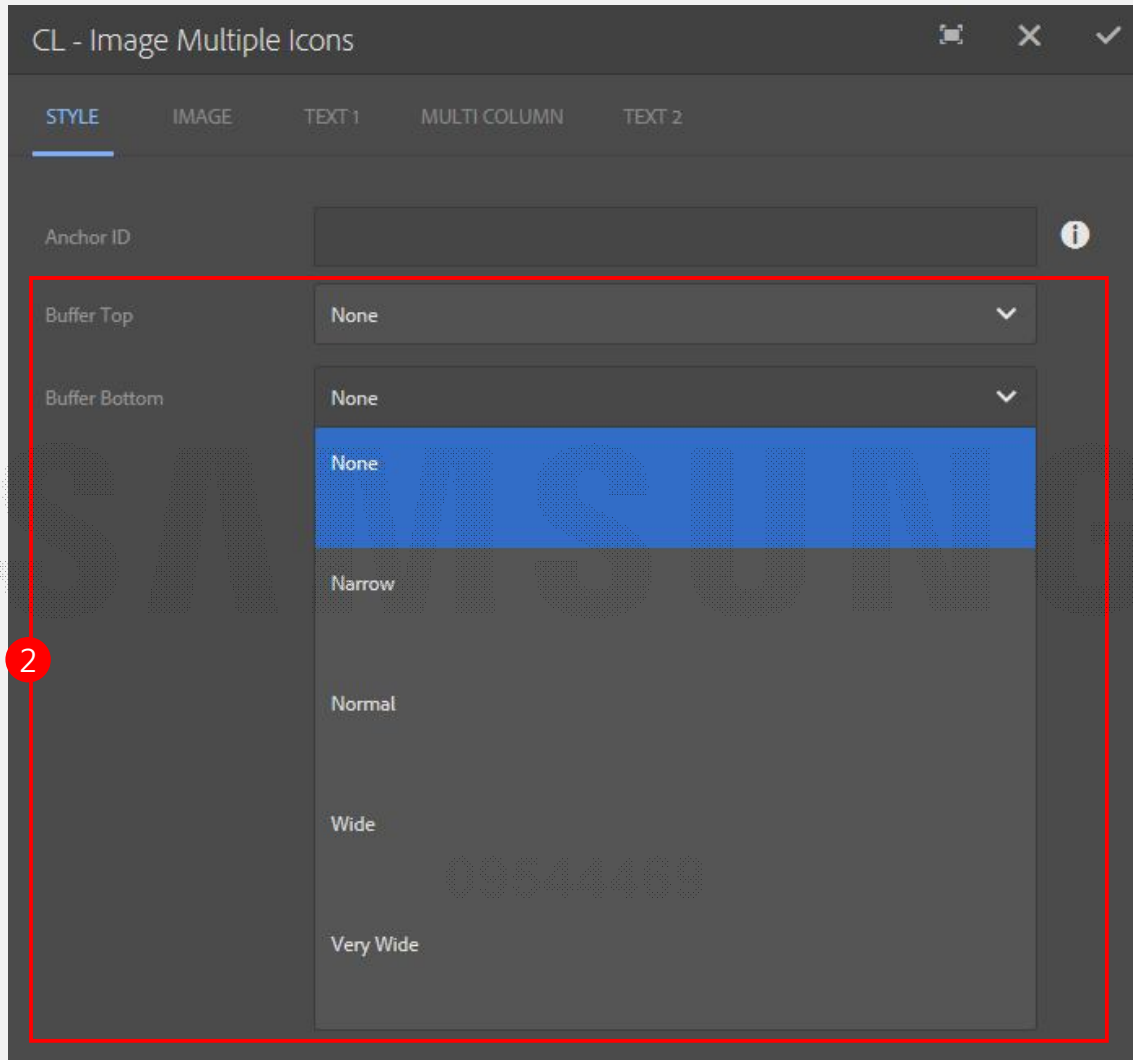 CL - Image Multiple Icons
STYLE IMAGE TEXT 1 MULTI COLUMN TEXT 2
Anchor ID
Buffer Top None
Buffer Bottom None
None
SAMSUNG
Narrow
2
Normal
Wide
09544469
Very Wide